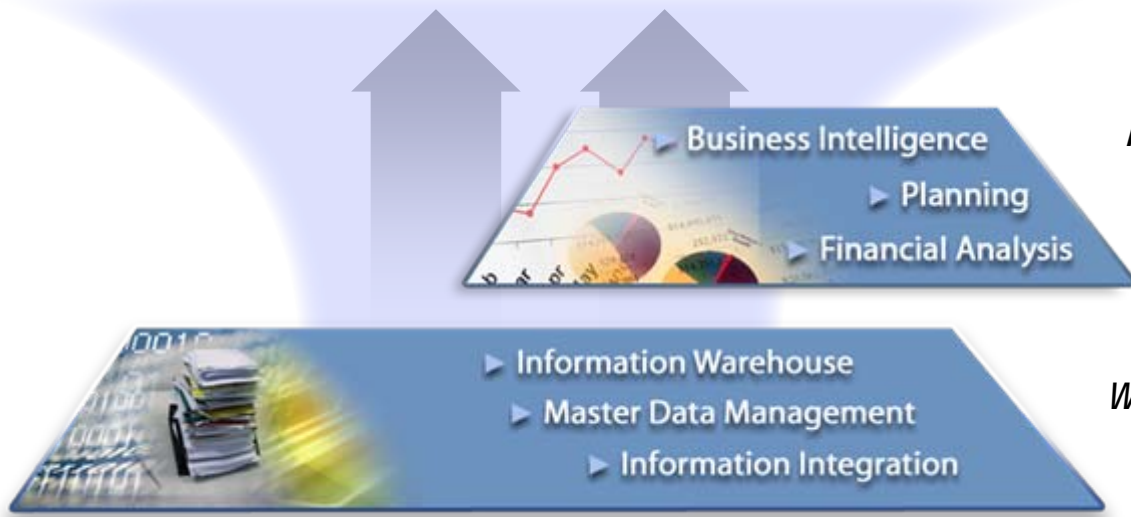 Business Intelligence
Planning
Financial Analysis
Information Warehouse
Master Data Management
Information Integration